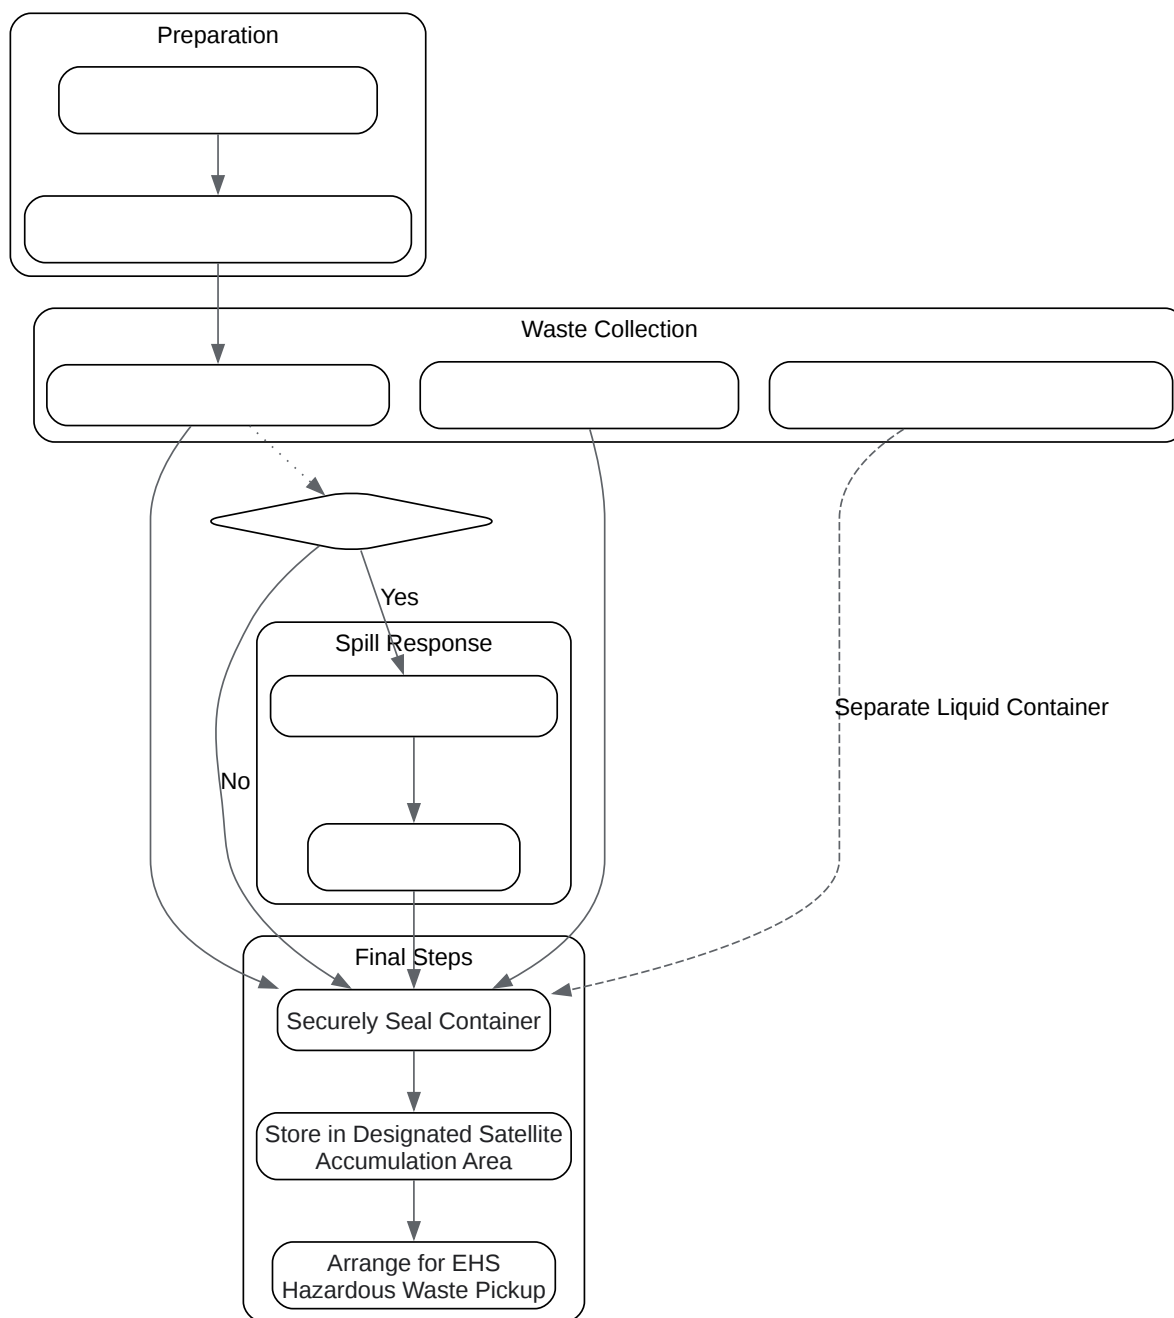 Preparation
Waste Collection
Yes
Spill Response
Separate Liquid Container
No
Final Steps
Securely Seal Container
Store in Designated Satellite
Accumulation Area
Arrange for EHS
Hazardous Waste Pickup